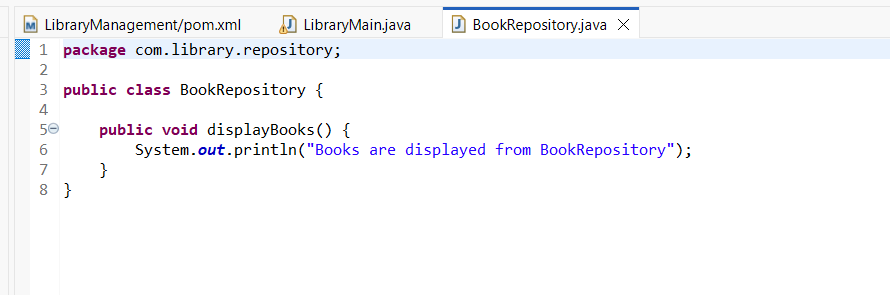 LibraryManagement/pom.xml LibraryMain.java BookRepository.java
1 package com.library.repository;
2
3 public class BookRepository {
4
5 public void displayBooks() {
6 System.out.println("Books are displayed from BookRepository");
7 }
8 }